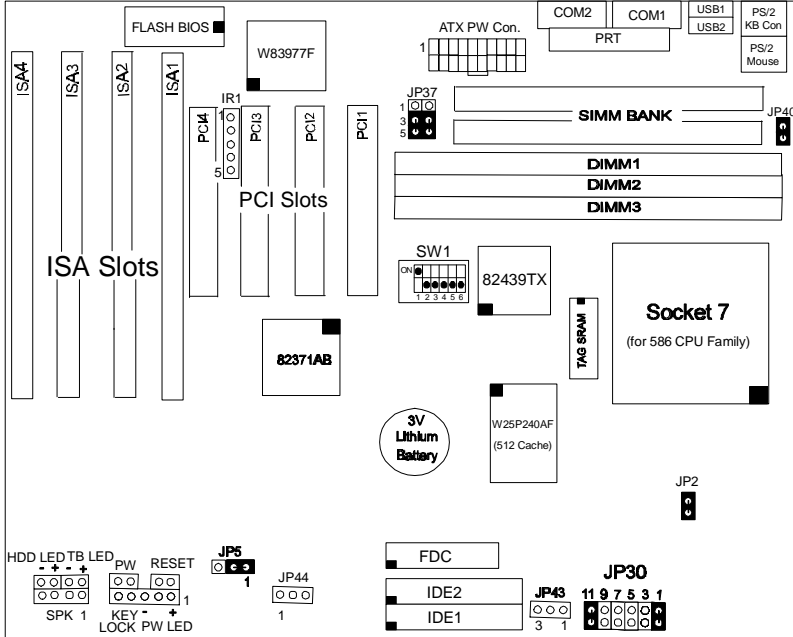 FLASH BIOS
W83977F
ATX PW Con.
1
COM2
COM1
PRT
USB1
USB2
PS/2
KB Con
PS/2
Mouse
ISA4
ISA3
ISA2
ISA1
IR1
1
5
PCI4
PCI3
PCI2
PCI1
JP37
1
3
5
SIMM BANK
JP40
DIMM1
DIMM2
DIMM3
PCI Slots
ISA Slots
SW1
ON
1 2 3 4 5 6
82439TX
TAG SRAM
Socket 7
(for 586 CPU Family)
82371AB
3V
Lithium
Battery
W25P240AF
(512 Cache)
JP2
HDD LED TB LED
- + - +
SPK 1
PW
RESET
1
KEY
LOCK
- +
PW LED
JP5
1
JP44
1
FDC
IDE2
IDE1
JP43
3 1
JP30
11 9 7 5 3 1